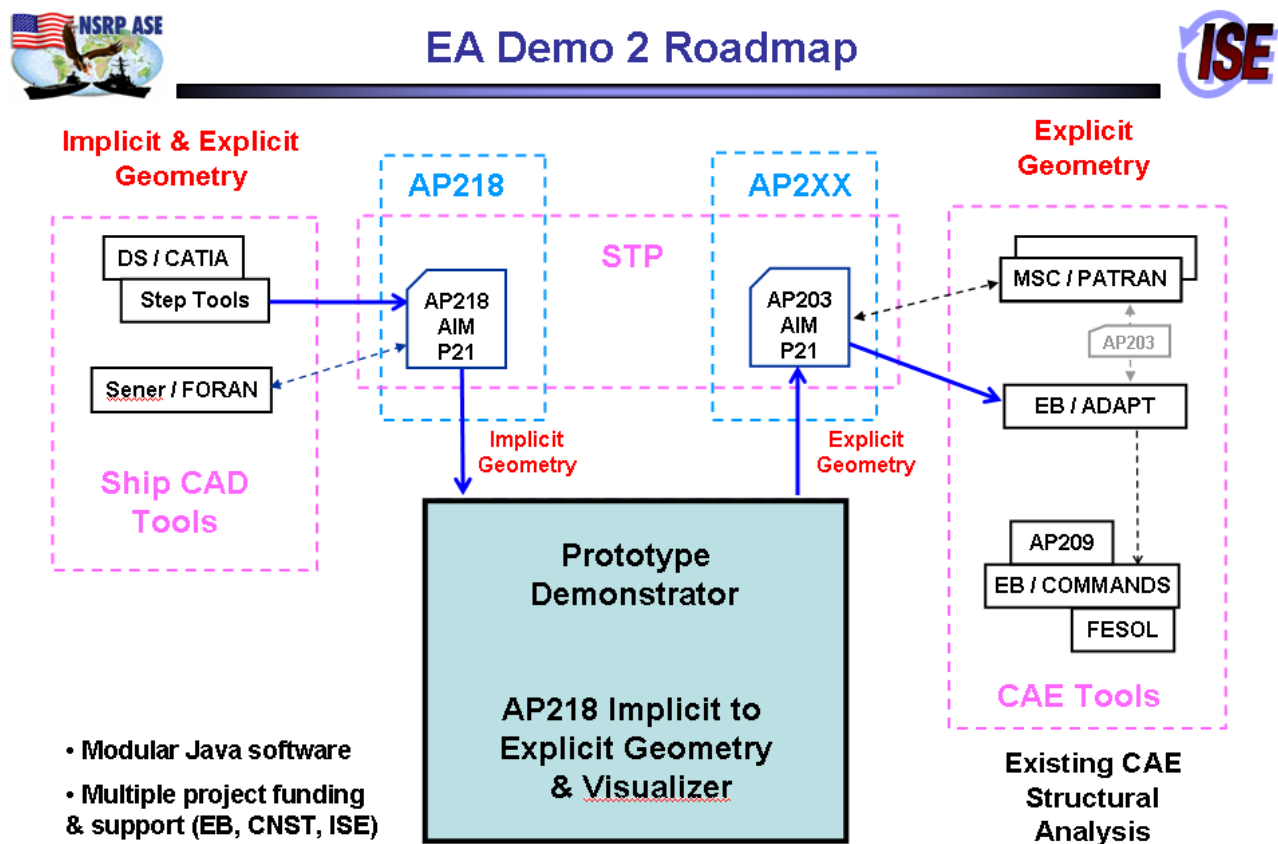 NSRP ASE
EA Demo 2 Roadmap
ISE
Implicit & Explicit
Geometry
AP218
AP2XX
Explicit
Geometry
STP
DS / CATIA
Step Tools
Sener / FORAN
Ship CAD
Tools
AP218
AIM
P21
AP203
AIM
P21
MSC / PATRAN
AP203
EB / ADAPT
Implicit
Geometry
Explicit
Geometry
AP209
EB / COMMANDS
FESOL
CAE Tools
Prototype
Demonstrator
AP218 Implicit to
Explicit Geometry
& Visualizer
• Modular Java software
• Multiple project funding
& support (EB, CNST, ISE)
Existing CAE
Structural
Analysis